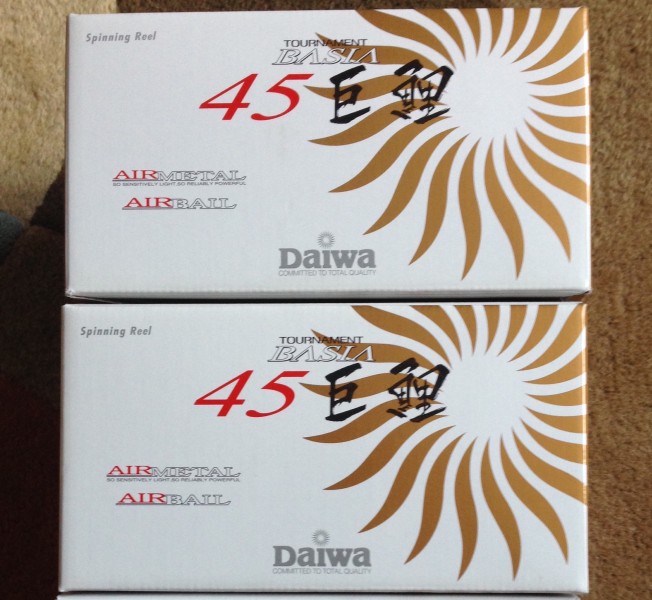 Spinning Reel
TOURNAMENT
BASIA
45 巨鯉
AIRMETAL
SO SENSITIVELY LIGHT,SO RELIABLY POWERFUL
AIRBAIL
Daiwa
COMMITTED TO TOTAL QUALITY
Spinning Reel
TOURNAMENT
BASIA
45 巨鯉
AIRMETAL
SO SENSITIVELY LIGHT,SO RELIABLY POWERFUL
AIRBAIL
Daiwa
COMMITTED TO TOTAL QUALITY